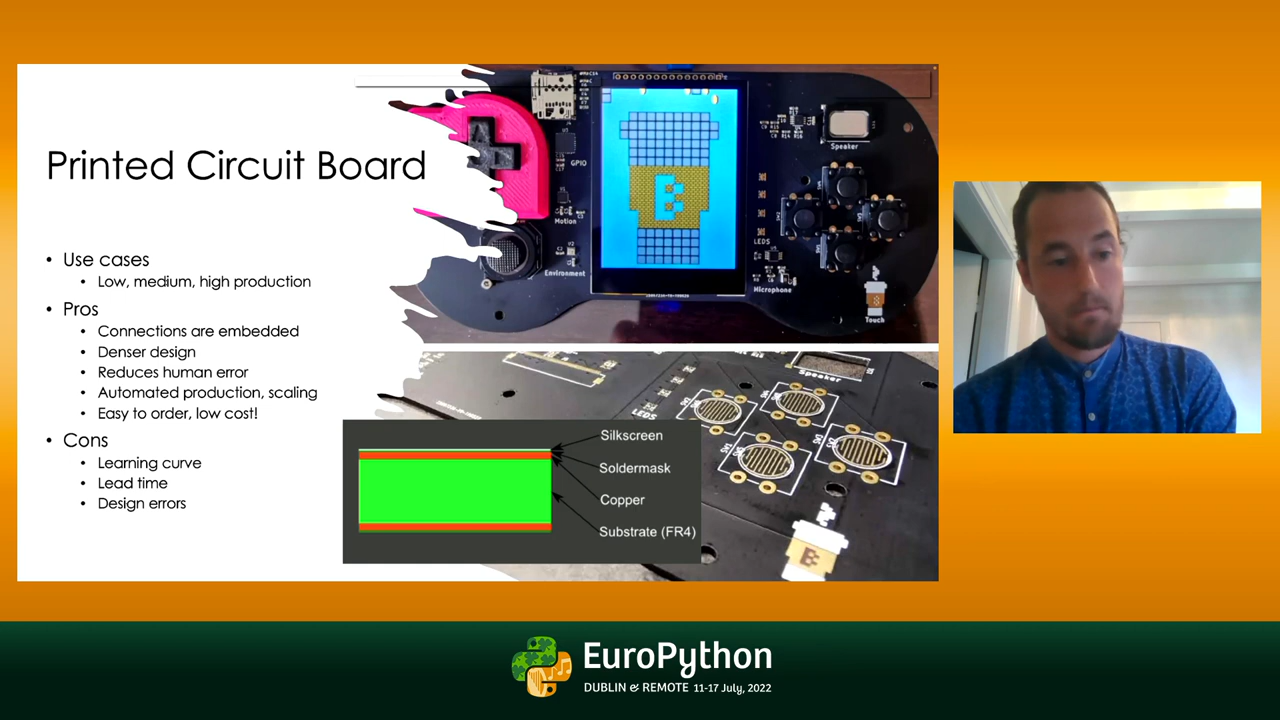 Printed Circuit Board
• Use cases
• Low, medium, high production
• Pros
• Connections are embedded
• Denser design
• Reduces human error
• Automated production, scaling
• Easy to order, low cost!
• Cons
• Learning curve
• Lead time
• Design errors
GPIO
Motion
Environment
Speaker
LEDS
Microphone
Touch
B
Speaker
LEDS
B
Silkscreen
Soldermask
Copper
Substrate (FR4)
EuroPython
DUBLIN & REMOTE 11-17 July, 2022